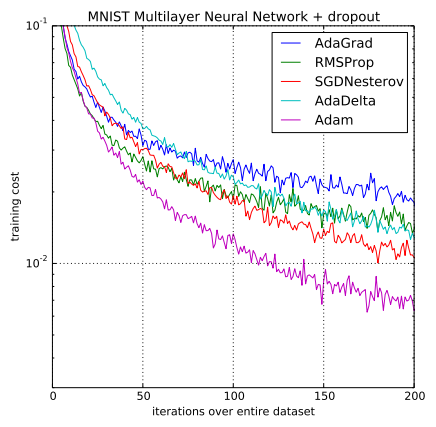 MNIST Multilayer Neural Network + dropout
10^-1
AdaGrad
RMSProp
SGDNesterov
AdaDelta
Adam
training cost
10^-2
0 50 100 150 200
iterations over entire dataset